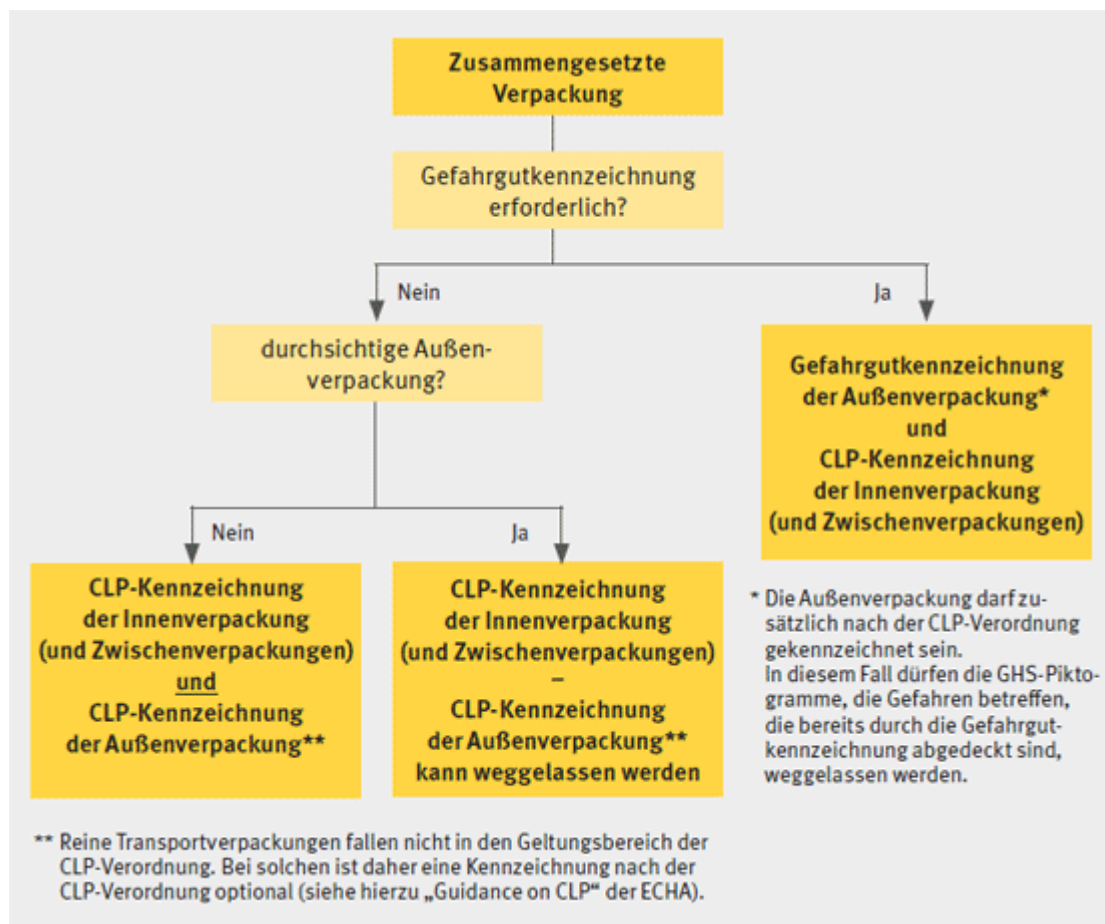 Zusammengesetzte
Verpackung
Gefahrgutkennzeichnung
erforderlich?
Nein
Ja
durchsichtige Außen-
verpackung?
Gefahrgutkennzeichnung
der Außenverpackung*
und
CLP-Kennzeichnung
der Innenverpackung
(und Zwischenverpackungen)
Nein
Ja
CLP-Kennzeichnung
der Innenverpackung
(und Zwischenverpackungen)
und
CLP-Kennzeichnung
der Außenverpackung**
CLP-Kennzeichnung
der Innenverpackung
(und Zwischenverpackungen)
–
CLP-Kennzeichnung
der Außenverpackung**
kann weggelassen werden
* Die Außenverpackung darf zu-
sätzlich nach der CLP-Verordnung
gekennzeichnet sein.
In diesem Fall dürfen die GHS-Pikto-
gramme, die Gefahren betreffen,
die bereits durch die Gefahrgut-
kennzeichnung abgedeckt sind,
weggelassen werden.
** Reine Transportverpackungen fallen nicht in den Geltungsbereich der
CLP-Verordnung. Bei solchen ist daher eine Kennzeichnung nach der
CLP-Verordnung optional (siehe hierzu „Guidance on CLP“ der ECHA).